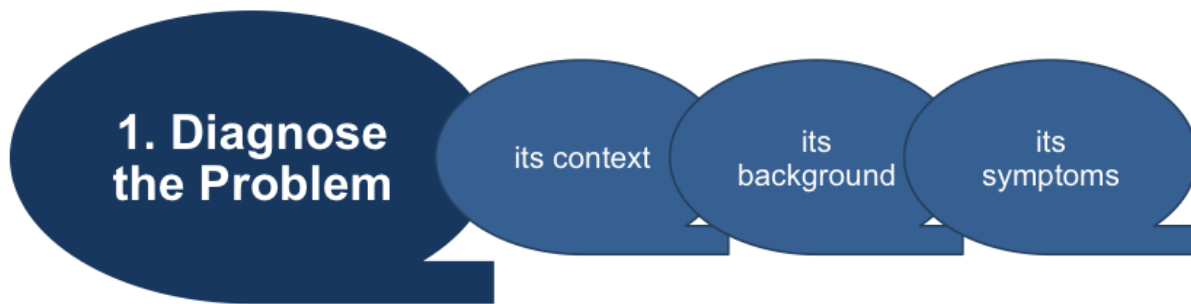 1. Diagnose
the Problem
its context
its
background
its
symptoms